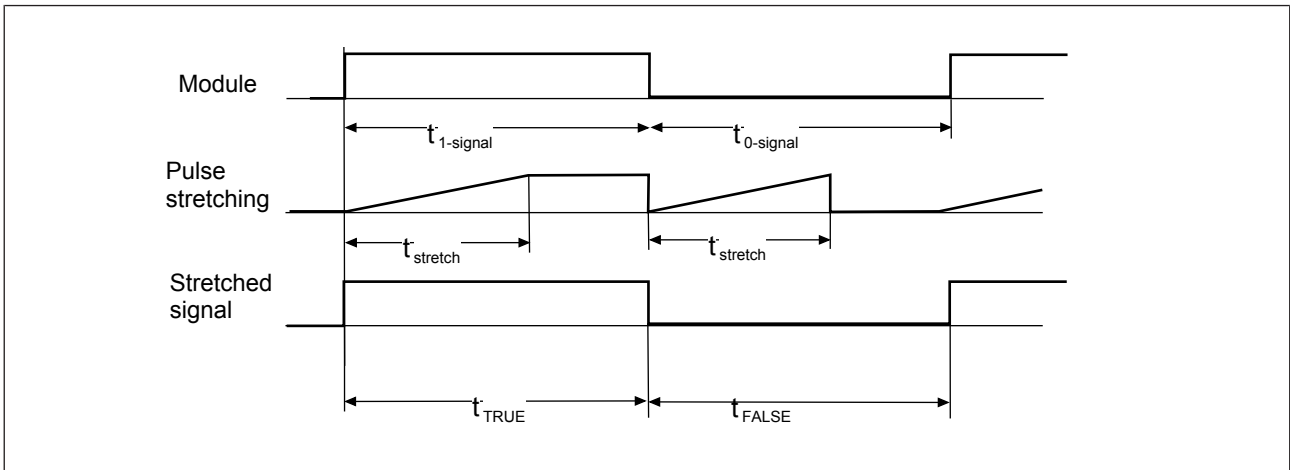 Module
t1-signal
t0-signal
Pulse
stretching
tstretch
tstretch
Stretched
signal
tTRUE
tFALSE